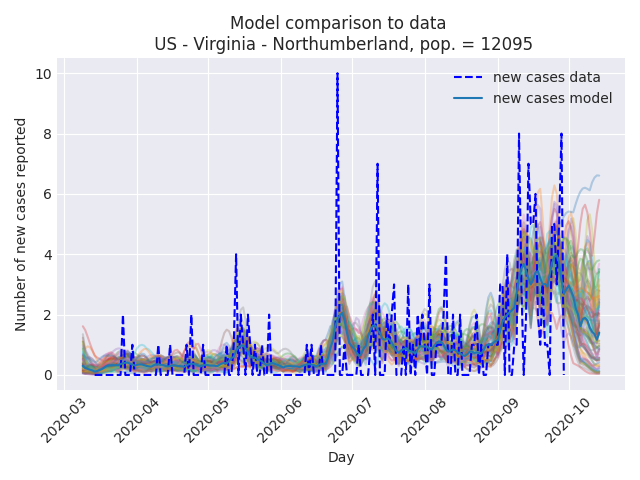 Model comparison to data
US - Virginia - Northumberland, pop. = 12095
new cases data
new cases model
Number of new cases reported
10
8
6
4
2
0
2020-03
2020-04
2020-05
2020-06
2020-07
2020-08
2020-09
2020-10
Day